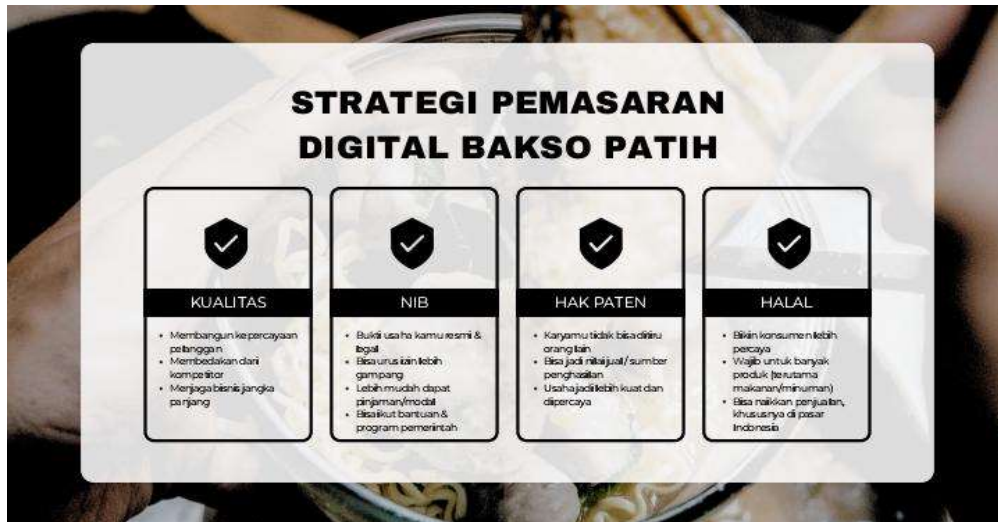 STRATEGI PEMASARAN
DIGITAL BAKSO PATIH
KUALITAS
• Membangun kepercayaan
pelanggan
• Membedakan dari
kompetitor
• Menjaga bisnis jangka
panjang
NIB
• Bukti usaha kamu resmi &
legal
• Bisa urus izin lebih
gampang
• Lebih mudah dapat
pinjaman/modal
• Bisa ikut bantuan &
program pemerintah
HAK PATEN
• Karyamu tidak bisa ditiru
orang lain
• Bisa jadi nilai jual/ sumber
penghasilan
• Usaha jadi lebih kuat dan
dipercaya
HALAL
• Bikin konsumen lebih
percaya
• Wajib untuk banyak
produk (terutama
makanan/minuman)
• Bisa naikkan penjualan,
khususnya di pasar
Indonesia